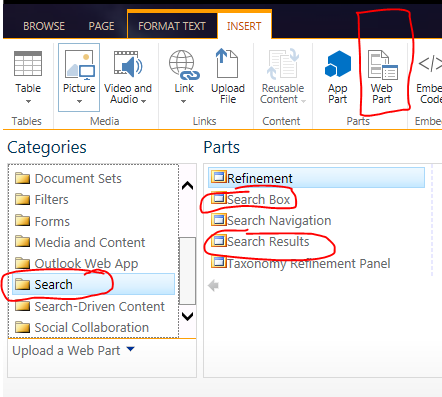 BROWSE PAGE FORMAT TEXT INSERT
Table Picture Video and Audio Link Upload File Reusable Content App Part Web Part Embe Code
Tables Media Links Content Parts Embe
Categories
Document Sets
Filters
Forms
Media and Content
Outlook Web App
Search
Search-Driven Content
Social Collaboration
Upload a Web Part
Parts
Refinement
Search Box
Search Navigation
Search Results
Taxonomy Refinement Panel